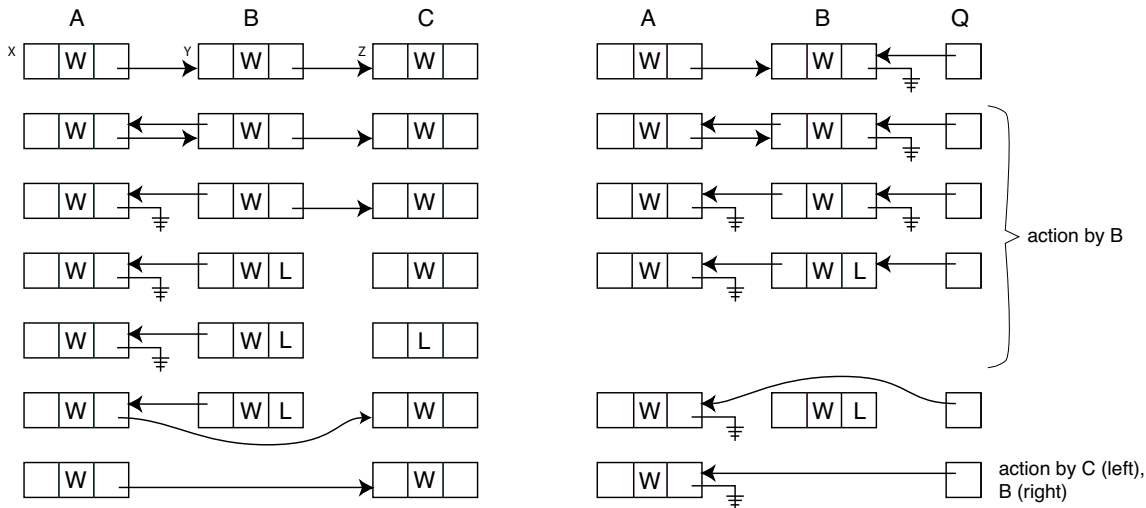 A B C A B Q
X W Y W Z W W W
W W W W W
W W W W W
action by B
W W L W W W L
W W L L
W W L W W W L
W W W
action by C (left),
B (right)